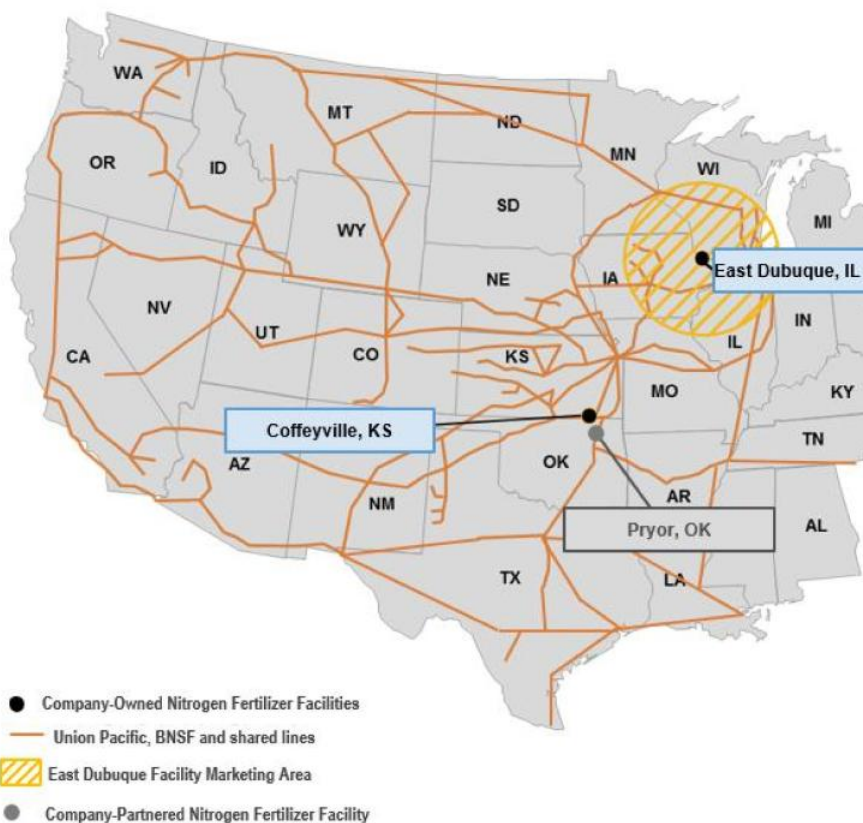 WA
MT
ND
MN
OR
ID
WI
SD
MI
WY
East Dubuque, IL
NE
IA
NV
IN
UT
IL
CO
KS
CA
MO
KY
Coffeyville, KS
TN
AZ
OK
NM
AR
Pryor, OK
AL
TX
LA
Company-Owned Nitrogen Fertilizer Facilities
Union Pacific, BNSF and shared lines
East Dubuque Facility Marketing Area
Company-Partnered Nitrogen Fertilizer Facility